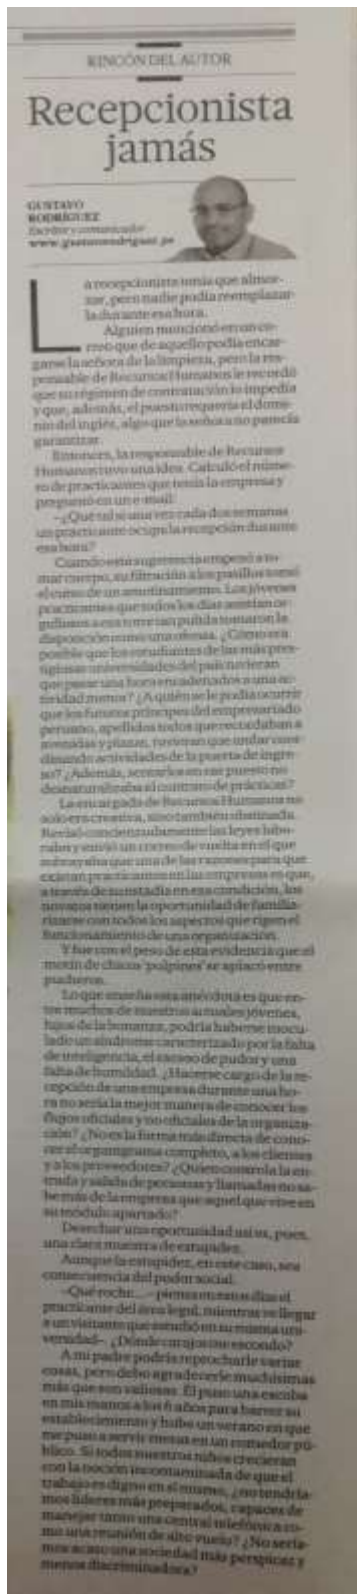 RINCÓN DEL AUTOR
Recepcionista
jamás
GUSTAVO
RODRÍGUEZ
Escritor y comunicador
www.gustavorodriguez.pe
La recepcionista tenía que almor-
zar, pero nadie podía reemplazar-
la durante esa hora.
Alguien mencionó en un co-
rreo que de aquello podía encar-
garse la señora de la limpieza, pero la res-
ponsable de Recursos Humanos le recordó
que su régimen de contratación lo impedía
y que, además, el puesto requería el domi-
nio del inglés, algo que la señora no parecía
garantizar.
Entonces, la responsable de Recursos
Humanos tuvo una idea. Calculó el núme-
ro de practicantes que tenía la empresa y
preguntó en un e-mail:
–¿Qué tal si una vez cada dos semanas
un practicante ocupa la recepción durante
esa hora?
Cuando esta sugerencia empezó a to-
mar cuerpo, su filtración a los pasillos tomó
el curso de un amotinamiento. Los jóvenes
practicantes que todos los días asistían or-
gullosos a esa torre tan pulida tomaron la
disposición como una ofensa. ¿Cómo era
posible que los estudiantes de las más pres-
tigiosas universidades del país tuvieran
que pasar una hora encadenados a una ac-
tividad menor? ¿A quién se le podía ocurrir
que los futuros príncipes del empresariado
peruano, apellidos todos que recordaban a
avenidas y plazas, tuvieran que andar coor-
dinando actividades de la puerta de ingre-
so? ¿Además, sentarlos en ese puesto no
desnaturalizaba el contrato de prácticas?
La encargada de Recursos Humanos no
solo era creativa, sino también obstinada.
Revisó concienzudamente las leyes labo-
rales y envió un correo de vuelta en el que
subrayaba que una de las razones para que
existan practicantes en las empresas es que,
a través de su estadía en esa condición, los
novatos tienen la oportunidad de familia-
rizarse con todos los aspectos que rigen el
funcionamiento de una organización.
Y fue con el peso de esta evidencia que el
motín de chicos 'pulpines' se aplacó entre
pucheros.
Lo que enseña esta anécdota es que en-
tre muchos de nuestros actuales jóvenes,
hijos de la bonanza, podría haberse inocu-
lado un síndrome caracterizado por la falta
de inteligencia, el exceso de pudor y una
falta de humildad. ¿Hacerse cargo de la re-
cepción de una empresa durante una ho-
ra no sería la mejor manera de conocer los
flujos oficiales y no oficiales de la organiza-
ción? ¿No es la forma más directa de cono-
cer el organigrama completo, a los clientes
y a los proveedores? ¿Quien controla la en-
trada y salida de personas y llamadas no sa-
be más de la empresa que aquel que vive en
su módulo apartado?
Desechar una oportunidad así es, pues,
una clara muestra de estupidez.
Aunque la estupidez, en este caso, sea
consecuencia del pudor social.
–Qué roche... –piensa en estos días el
practicante del área legal, mientras ve llegar
a un visitante que estudió en su misma uni-
versidad–. ¿Dónde carajos me escondo?
A mi padre podría reprocharle varias
cosas, pero debo agradecerle muchísimas
más que son valiosas. Él puso una escoba
en mis manos a los 6 años para barrer su
establecimiento y hubo un verano en que
me puso a servir mesas en un comedor pú-
blico. Si todos nuestros niños crecieran
con la noción incontaminada de que el
trabajo es digno en sí mismo, ¿no tendría-
mos líderes más preparados, capaces de
manejar tanto una central telefónica co-
mo una reunión de alto vuelo? ¿No sería-
mos acaso una sociedad más perspicaz y
menos discriminadora?